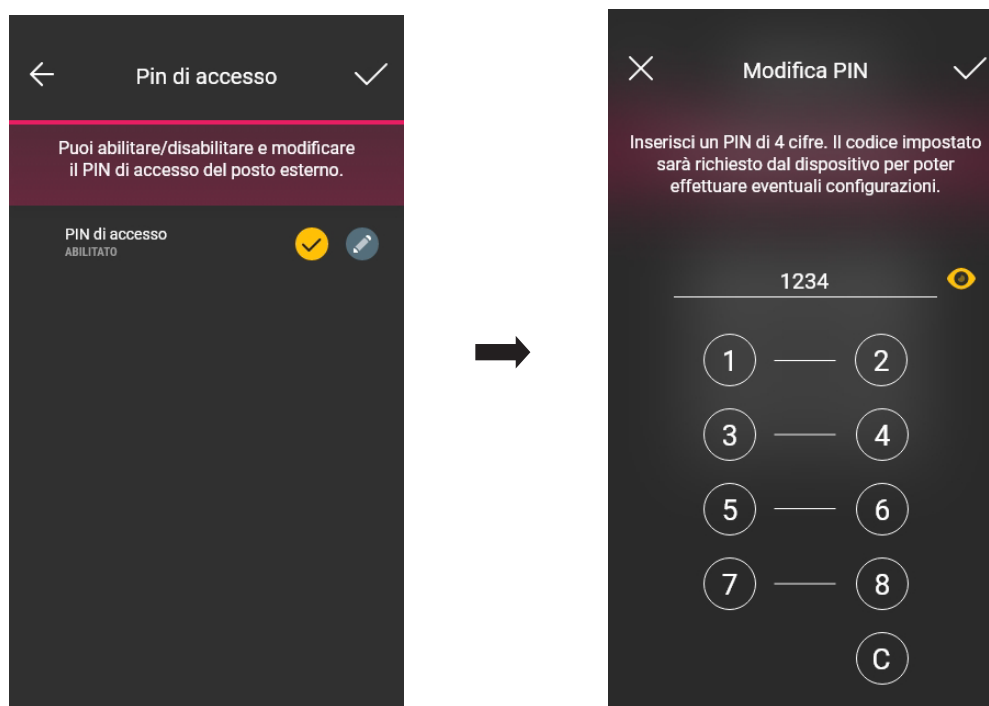 Pin di accesso
Puoi abilitare/disabilitare e modificare
il PIN di accesso del posto esterno.
PIN di accesso
ABILITATO
Modifica PIN
Inserisci un PIN di 4 cifre. Il codice impostato
sarà richiesto dal dispositivo per poter
effettuare eventuali configurazioni.
1234
1 2
3 4
5 6
7 8
C